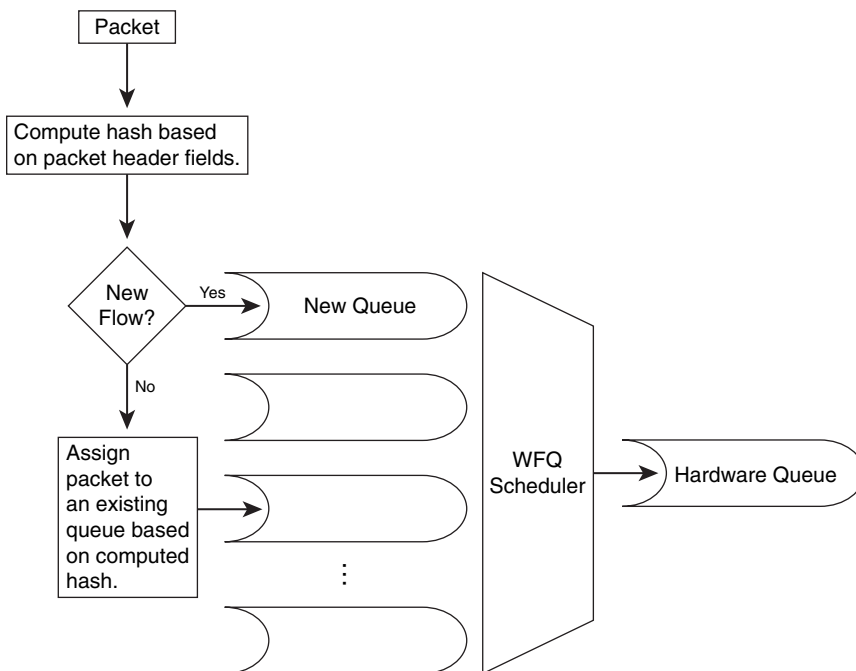 Packet
Compute hash based
on packet header fields.
New
Flow?
Yes
New Queue
No
Assign
packet to
an existing
queue based
on computed
hash.
WFQ
Scheduler
Hardware Queue